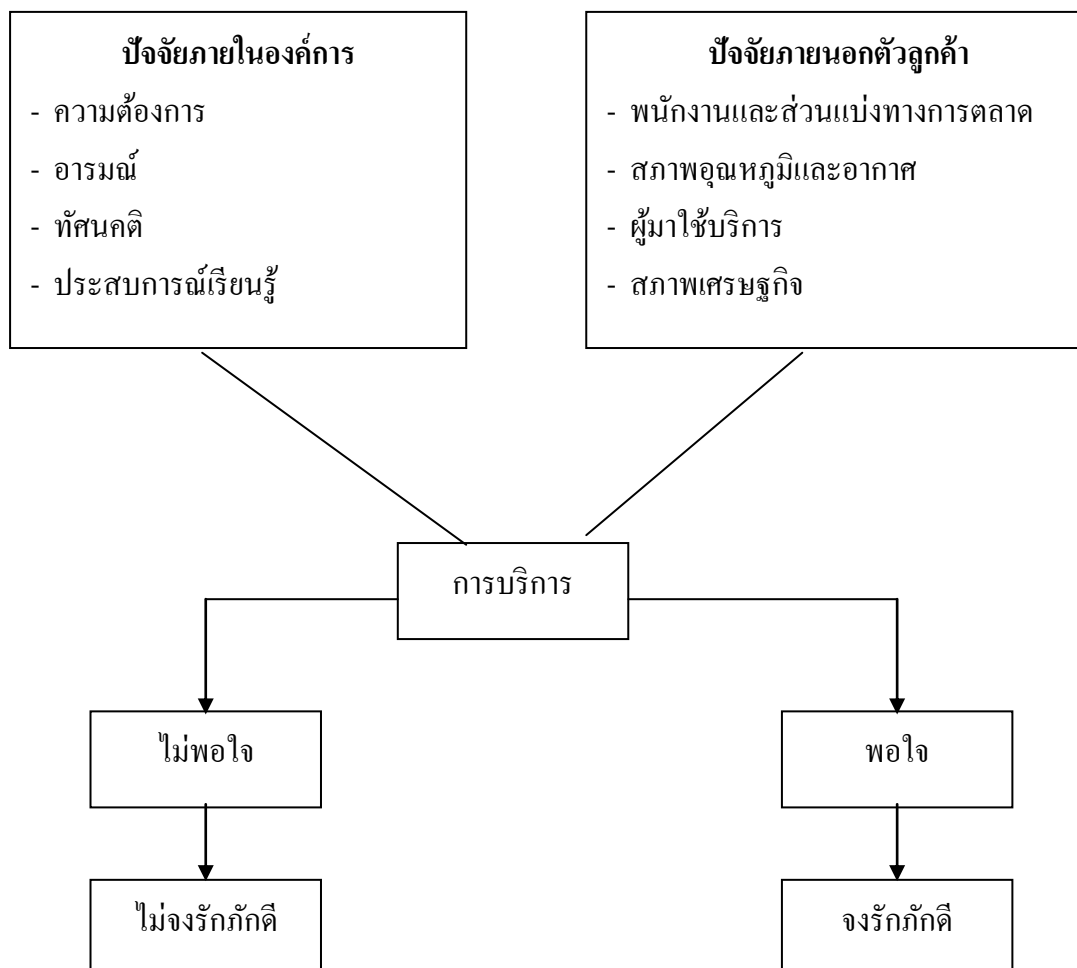 ปัจจัยภายในองค์การ
- ความต้องการ
- อารมณ์
- ทัศนคติ
- ประสบการณ์เรียนรู้
ปัจจัยภายนอกตัวลูกค้า
- พนักงานและส่วนแบ่งทางการตลาด
- สภาพอุณหภูมิและอากาศ
- ผู้มาใช้บริการ
- สภาพเศรษฐกิจ
การบริการ
ไม่พอใจ
พอใจ
ไม่จงรักภักดี
จงรักภักดี